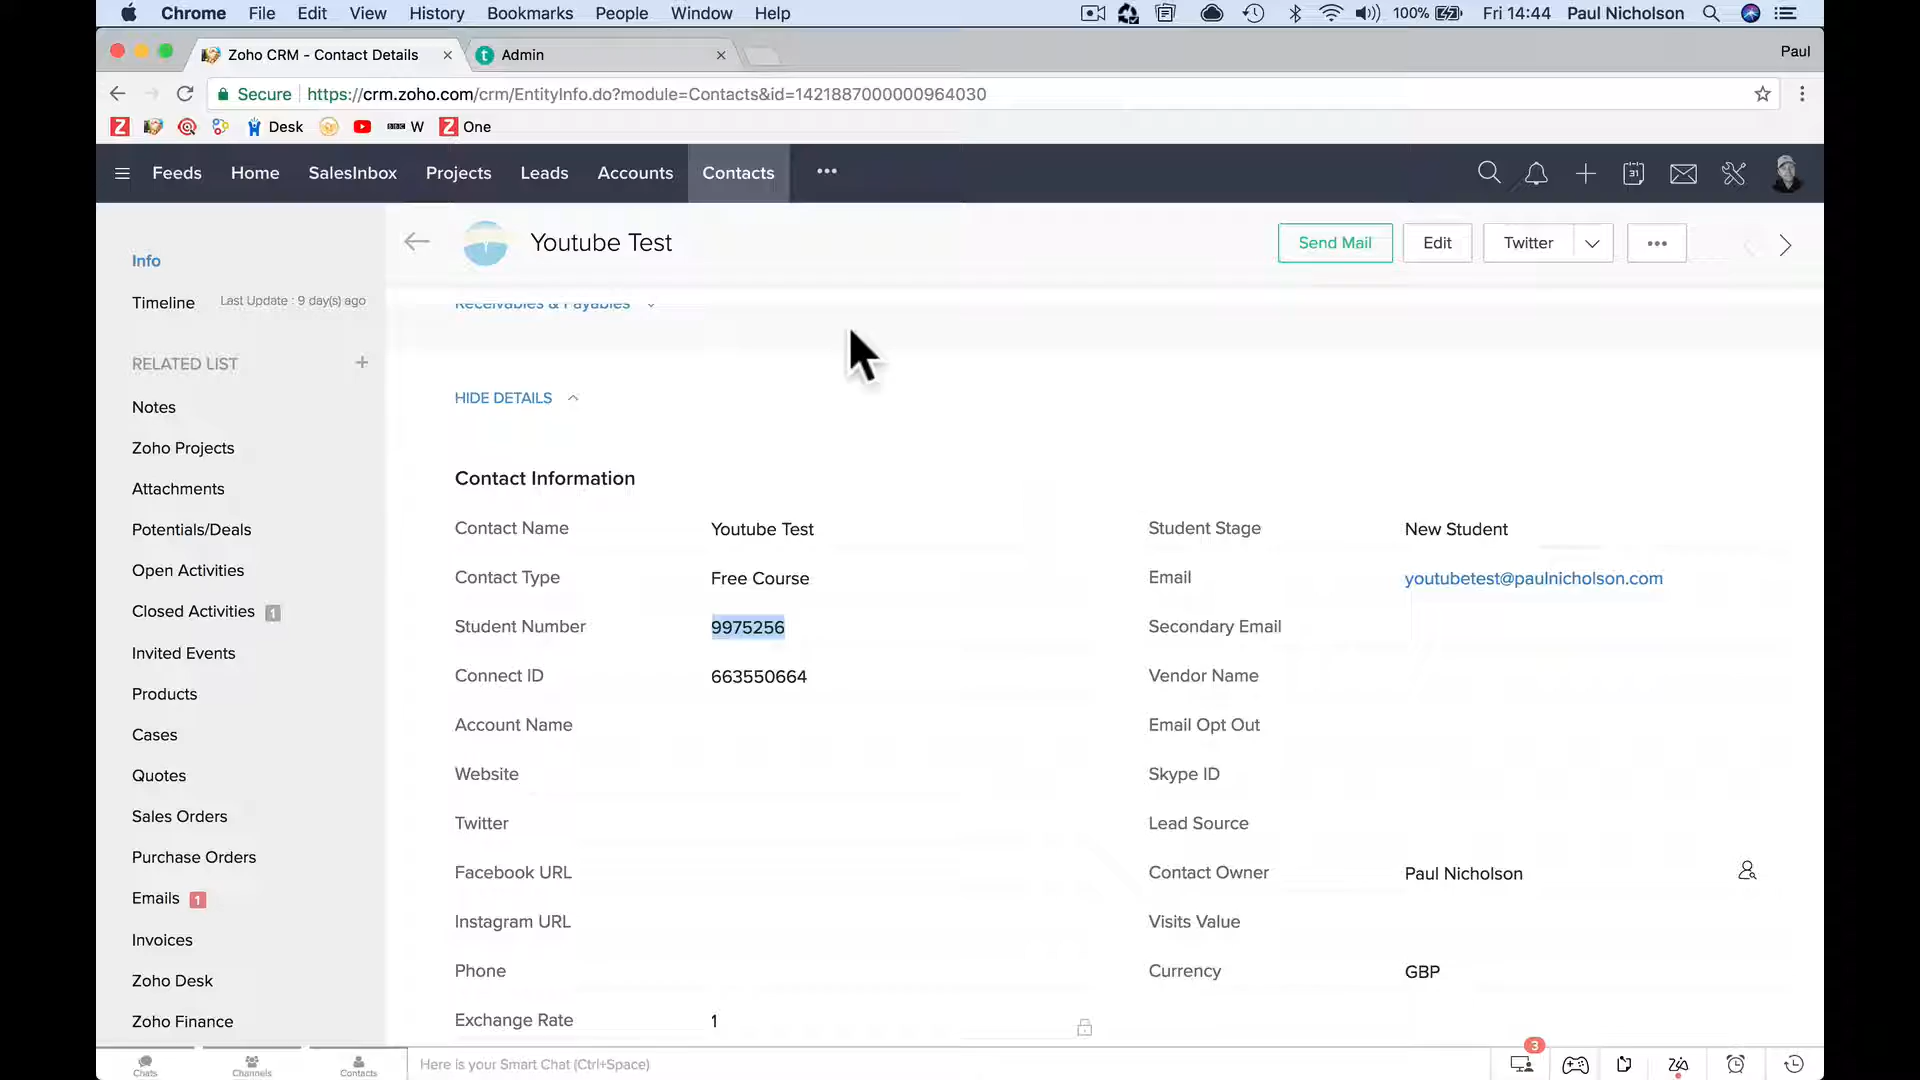 Chrome File Edit View History Bookmarks People Window Help 100% Fri 14:44 Paul Nicholson
Zoho CRM - Contact Details × Admin × Paul
Secure https://crm.zoho.com/crm/EntityInfo.do?module=Contacts&id=1421887000000964030
Desk BBC W One
Feeds Home SalesInbox Projects Leads Accounts Contacts ••• 31
Youtube Test Send Mail Edit Twitter •••
Info
Timeline Last Update : 9 day(s) ago
RELATED LIST +
Notes
Zoho Projects
Attachments
Potentials/Deals
Open Activities
Closed Activities 1
Invited Events
Products
Cases
Quotes
Sales Orders
Purchase Orders
Emails 1
Invoices
Zoho Desk
Zoho Finance
Receivables & Payables
HIDE DETAILS
Contact Information
Contact Name Youtube Test Student Stage New Student
Contact Type Free Course Email youtubetest@paulnicholson.com
Student Number 9975256 Secondary Email
Connect ID 663550664 Vendor Name
Account Name Email Opt Out
Website Skype ID
Twitter Lead Source
Facebook URL Contact Owner Paul Nicholson
Instagram URL Visits Value
Phone Currency GBP
Exchange Rate 1
Chats Channels Contacts Here is your Smart Chat (Ctrl+Space) 3